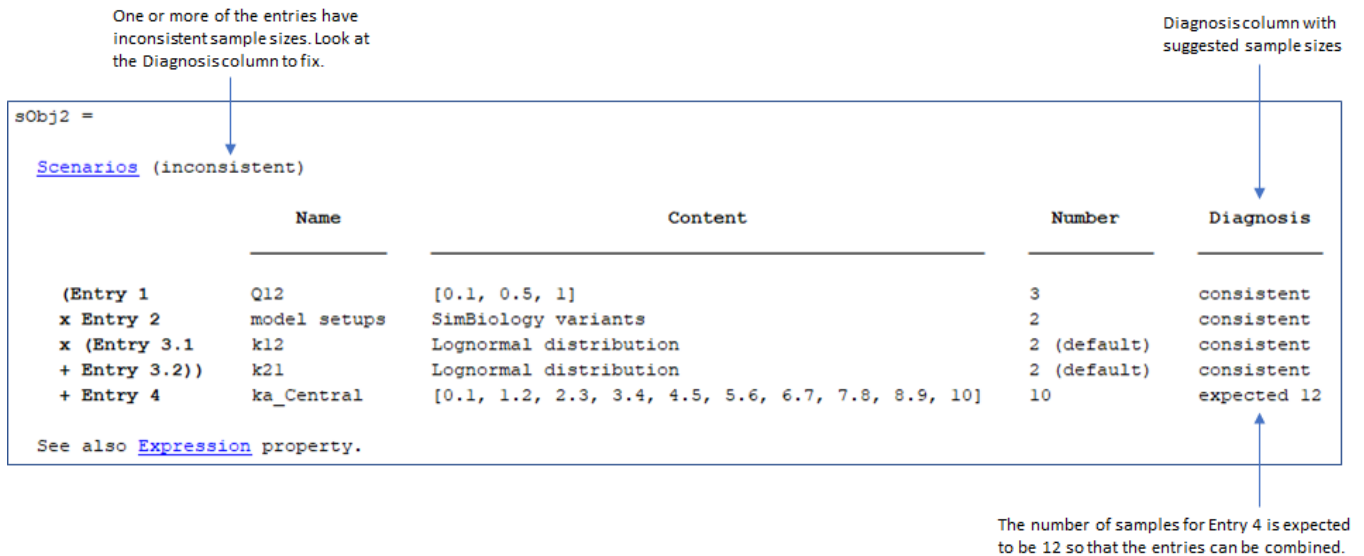 One or more of the entries have
inconsistent sample sizes. Look at
the Diagnosis column to fix.
Diagnosis column with
suggested sample sizes
sObj2 =
Scenarios (inconsistent)
Name Content Number Diagnosis
(Entry 1 Q12 [0.1, 0.5, 1] 3 consistent
x Entry 2 model setups SimBiology variants 2 consistent
x (Entry 3.1 k12 Lognormal distribution 2 (default) consistent
+ Entry 3.2)) k21 Lognormal distribution 2 (default) consistent
+ Entry 4 ka_Central [0.1, 1.2, 2.3, 3.4, 4.5, 5.6, 6.7, 7.8, 8.9, 10] 10 expected 12
See also Expression property.
The number of samples for Entry 4 is expected
to be 12 so that the entries can be combined.